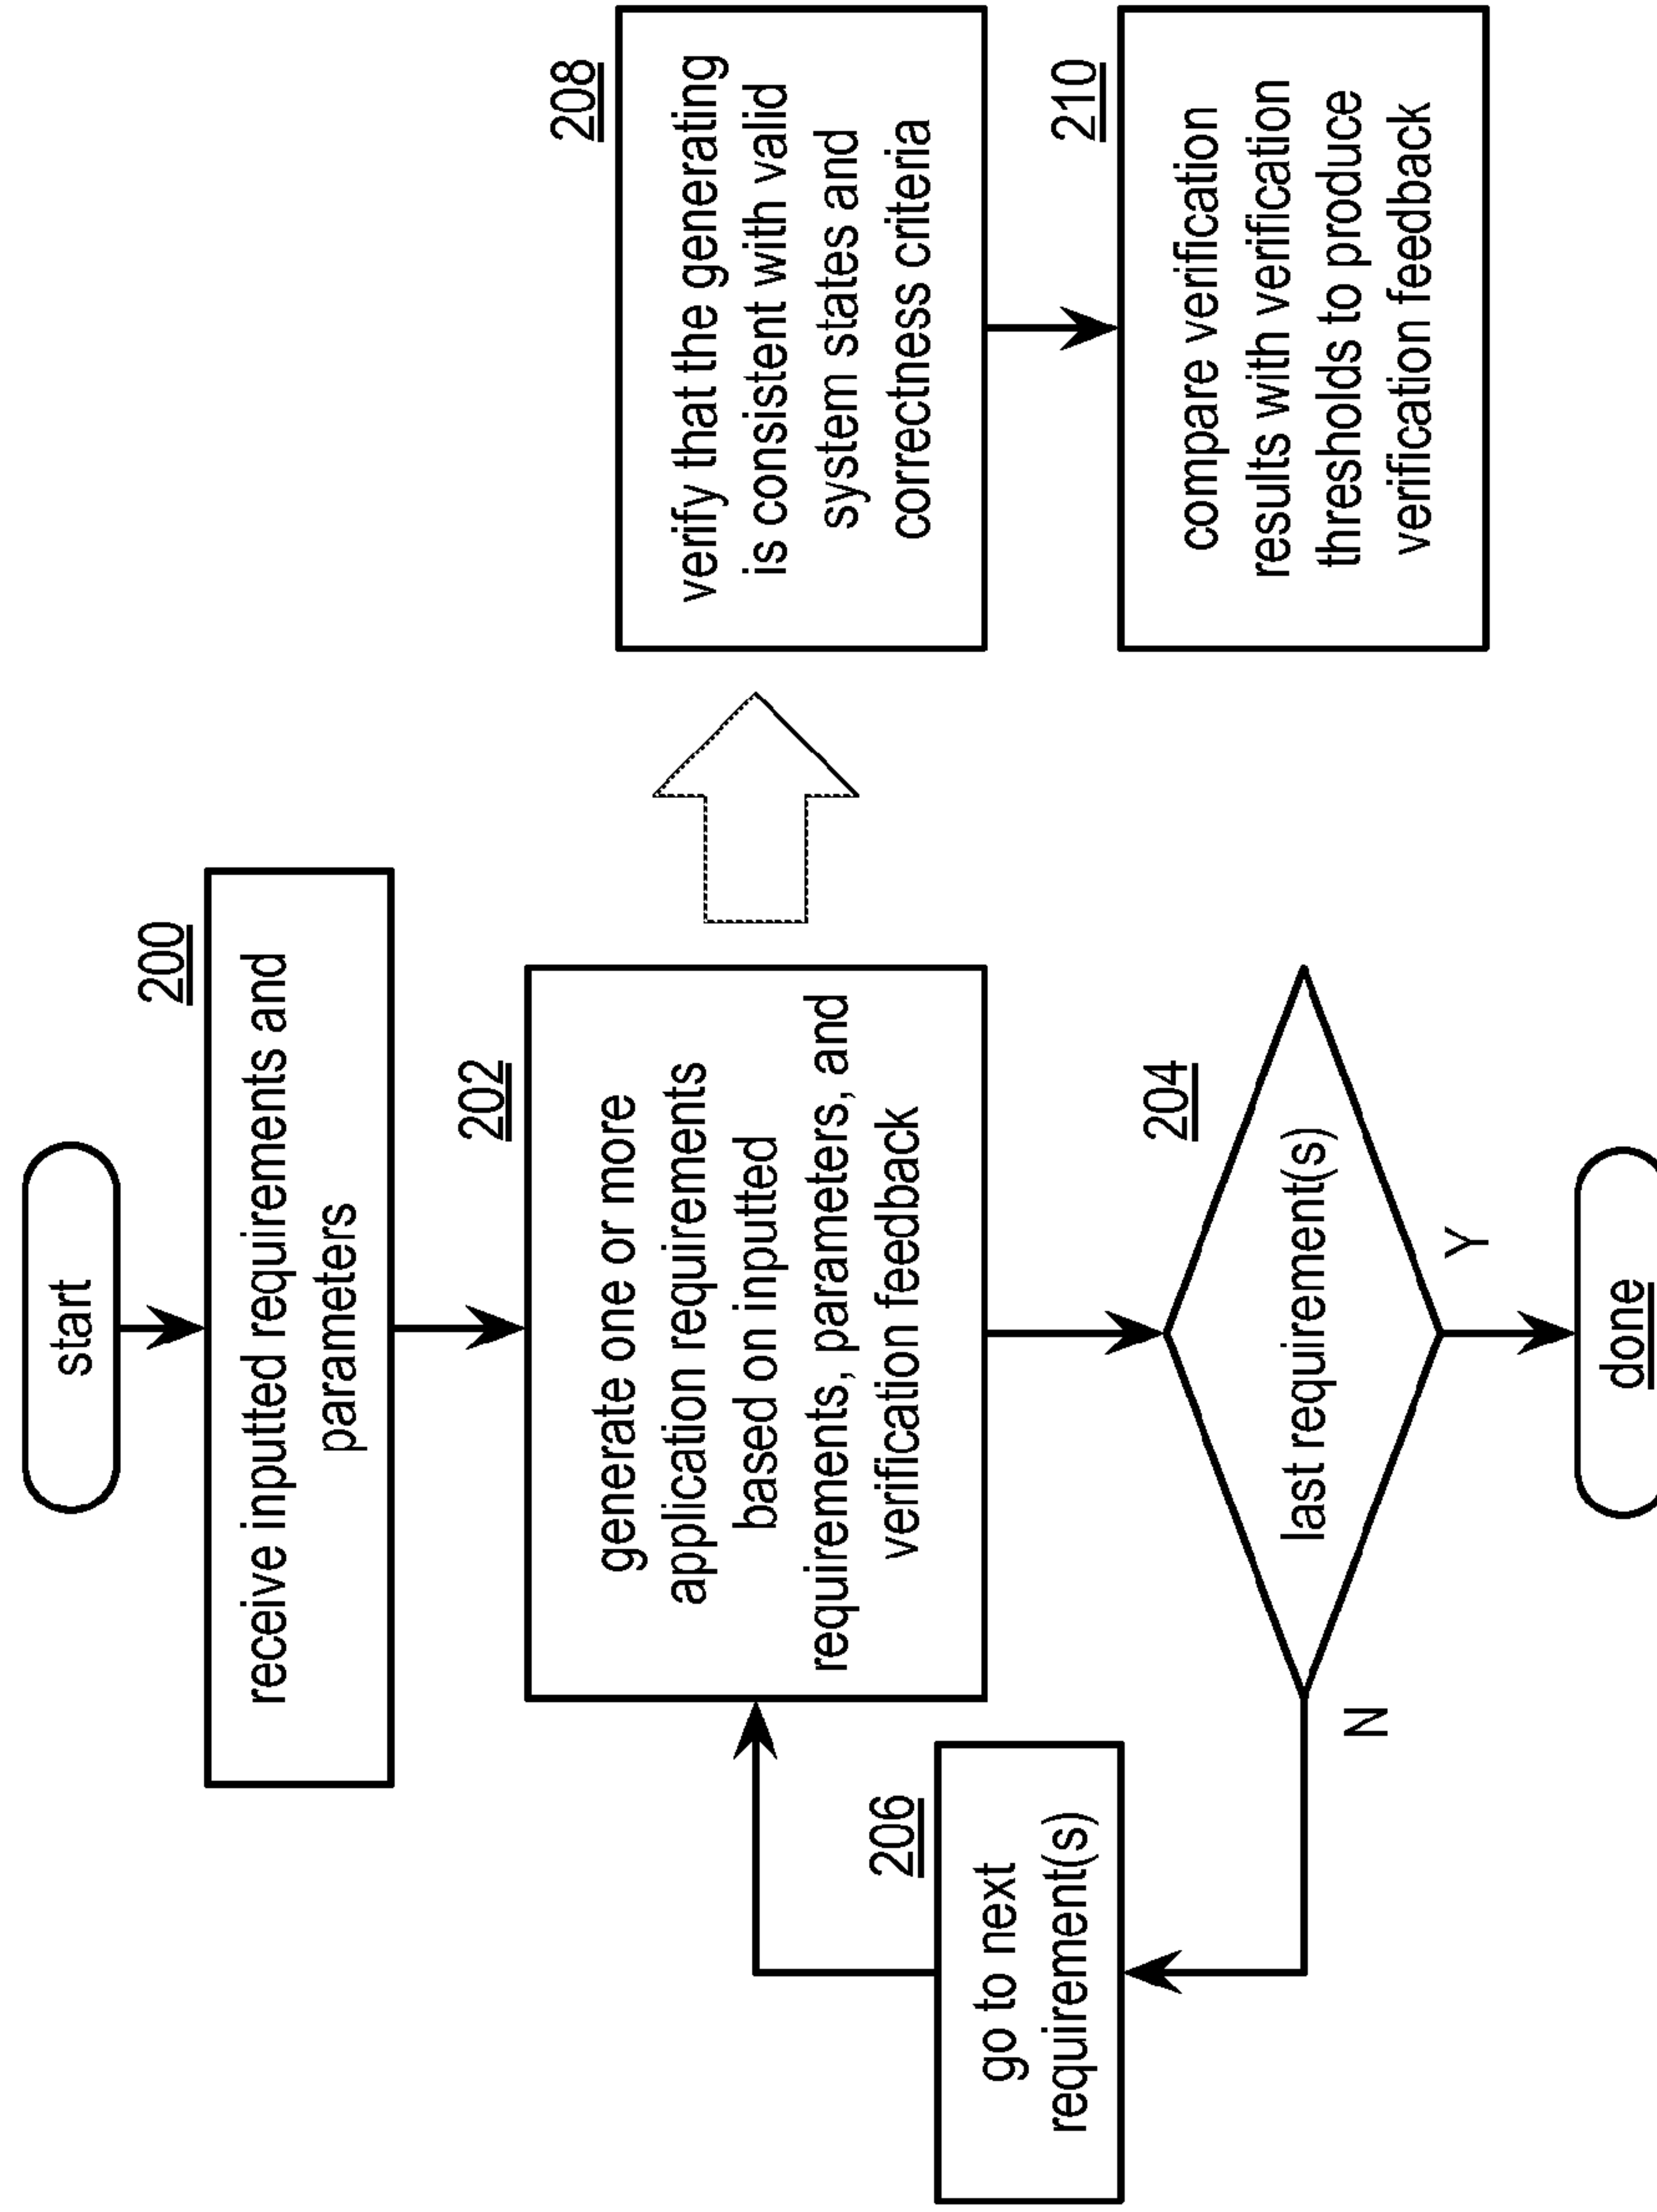 start
200
receive inputted requirements and
parameters
202
generate one or more
application requirements
based on inputted
requirements, parameters, and
verification feedback
204
last requirement(s)
Y
N
done
206
go to next
requirement(s)
208
verify that the generating
is consistent with valid
system states and
correctness criteria
210
compare verification
results with verification
thresholds to produce
verification feedback